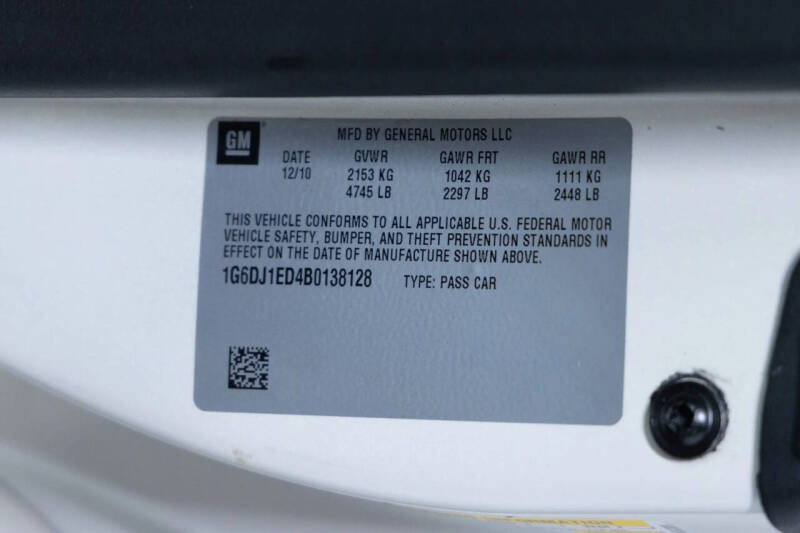 GM
MFD BY GENERAL MOTORS LLC
DATE GVWR GAWR FRT GAWR RR
12/10 2153 KG 1042 KG 1111 KG
4745 LB 2297 LB 2448 LB
THIS VEHICLE CONFORMS TO ALL APPLICABLE U.S. FEDERAL MOTOR
VEHICLE SAFETY, BUMPER, AND THEFT PREVENTION STANDARDS IN
EFFECT ON THE DATE OF MANUFACTURE SHOWN ABOVE.
1G6DJ1ED4B0138128 TYPE: PASS CAR